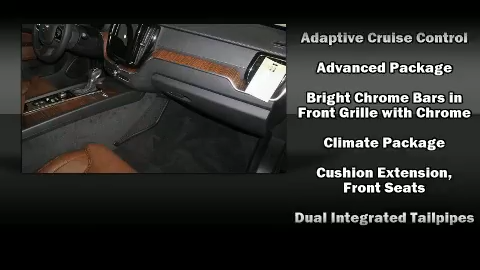 Adaptive Cruise Control
Advanced Package
Bright Chrome Bars in
Front Grille with Chrome
Climate Package
Cushion Extension,
Front Seats
Dual Integrated Tailpipes